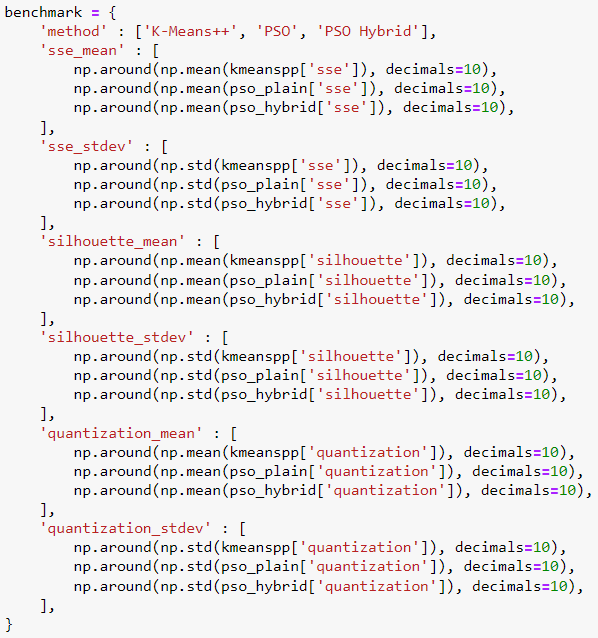 benchmark = {
    'method' : ['K-Means++', 'PSO', 'PSO Hybrid'],
    'sse_mean' : [
        np.around(np.mean(kmeanspp['sse']), decimals=10),
        np.around(np.mean(pso_plain['sse']), decimals=10),
        np.around(np.mean(pso_hybrid['sse']), decimals=10),
    ],
    'sse_stdev' : [
        np.around(np.std(kmeanspp['sse']), decimals=10),
        np.around(np.std(pso_plain['sse']), decimals=10),
        np.around(np.std(pso_hybrid['sse']), decimals=10),
    ],
    'silhouette_mean' : [
        np.around(np.mean(kmeanspp['silhouette']), decimals=10),
        np.around(np.mean(pso_plain['silhouette']), decimals=10),
        np.around(np.mean(pso_hybrid['silhouette']), decimals=10),
    ],
    'silhouette_stdev' : [
        np.around(np.std(kmeanspp['silhouette']), decimals=10),
        np.around(np.std(pso_plain['silhouette']), decimals=10),
        np.around(np.std(pso_hybrid['silhouette']), decimals=10),
    ],
    'quantization_mean' : [
        np.around(np.mean(kmeanspp['quantization']), decimals=10),
        np.around(np.mean(pso_plain['quantization']), decimals=10),
        np.around(np.mean(pso_hybrid['quantization']), decimals=10),
    ],
    'quantization_stdev' : [
        np.around(np.std(kmeanspp['quantization']), decimals=10),
        np.around(np.std(pso_plain['quantization']), decimals=10),
        np.around(np.std(pso_hybrid['quantization']), decimals=10),
    ],
}